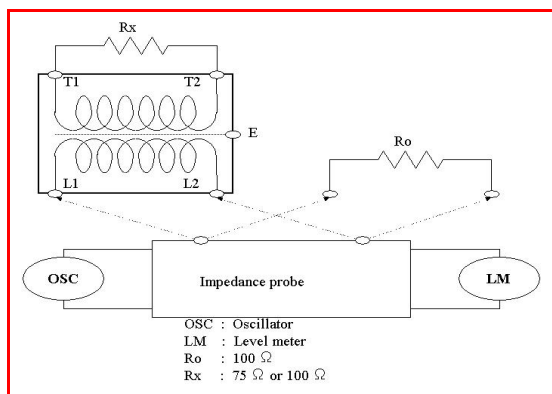 Rx
T1 T2
E
L1 L2
Ro
OSC Impedance probe LM
OSC : Oscillator
LM : Level meter
Ro : 100 Ω
Rx : 75 Ω or 100 Ω